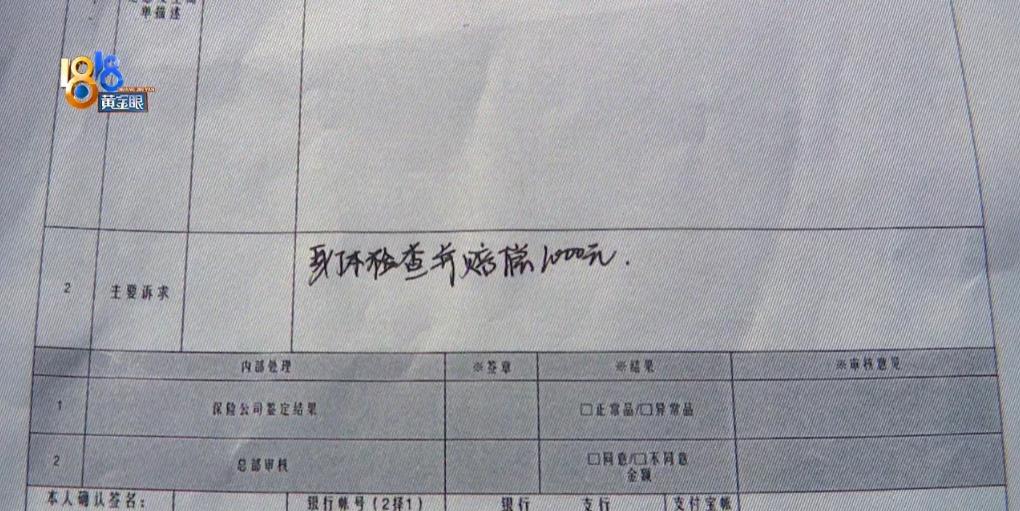 单描述
1818
黄金眼
身体检查并赔偿1000元.
2 主要诉求
内部处理 ※签章 ※结果 ※审核意见
1 保险公司鉴定结果 □正常品/□异常品
2 总部审核 □同意/□不同意
金额
本人确认签名： 银行帐号（2择1） 银行 支行 支付宝帐